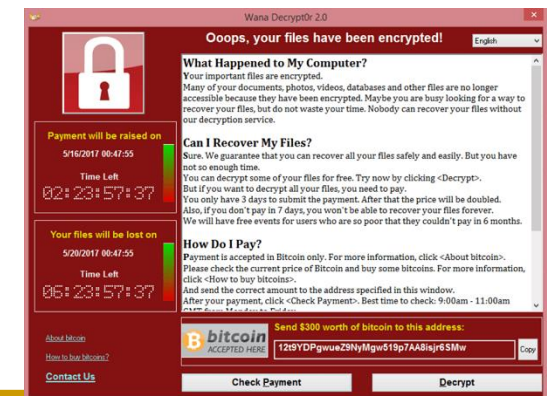 Wana Decrypt0r 2.0
Ooops, your files have been encrypted!
English
What Happened to My Computer?
Your important files are encrypted.
Many of your documents, photos, videos, databases and other files are no longer
accessible because they have been encrypted. Maybe you are busy looking for a way to
recover your files, but do not waste your time. Nobody can recover your files without
our decryption service.
Can I Recover My Files?
Sure. We guarantee that you can recover all your files safely and easily. But you have
not so enough time.
You can decrypt some of your files for free. Try now by clicking <Decrypt>.
But if you want to decrypt all your files, you need to pay.
You only have 3 days to submit the payment. After that the price will be doubled.
Also, if you don't pay in 7 days, you won't be able to recover your files forever.
We will have free events for users who are so poor that they couldn't pay in 6 months.
How Do I Pay?
Payment is accepted in Bitcoin only. For more information, click <About bitcoin>.
Please check the current price of Bitcoin and buy some bitcoins. For more information,
click <How to buy bitcoins>.
And send the correct amount to the address specified in this window.
After your payment, click <Check Payment>. Best time to check: 9:00am - 11:00am
GMT from Monday to Friday.
Payment will be raised on
5/16/2017 00:47:55
Time Left
02:23:57:37
Your files will be lost on
5/20/2017 00:47:55
Time Left
06:23:57:37
About bitcoin
How to buy bitcoins?
Contact Us
bitcoin
ACCEPTED HERE
Send $300 worth of bitcoin to this address:
12t9YDPgwueZ9NyMgw519p7AA8isjr6SMw
Copy
Check Payment
Decrypt